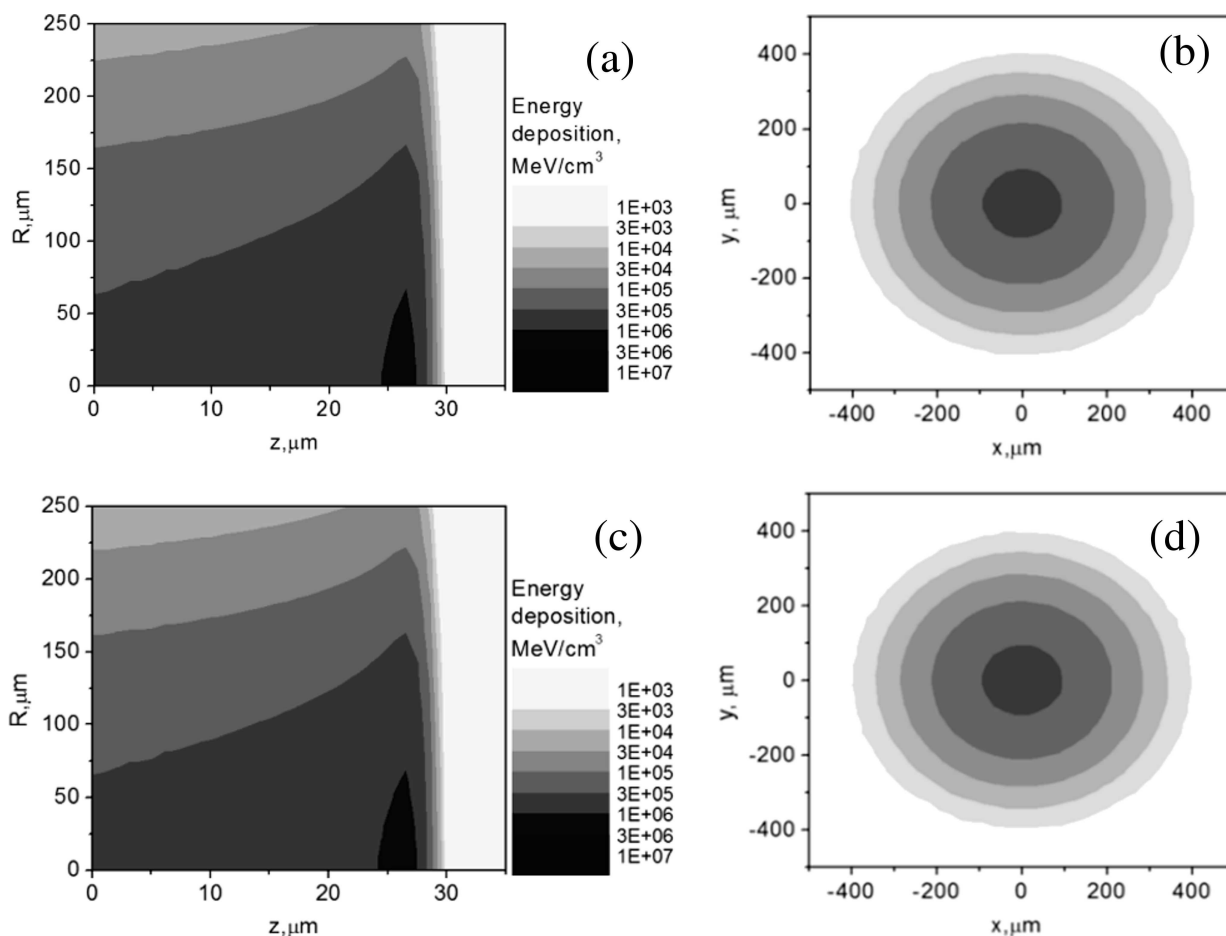 250
200
150
100
50
0
R,μm
0
10
20
30
z,μm
(a)
Energy
deposition,
MeV/cm³
1E+03
3E+03
1E+04
3E+04
1E+05
3E+05
1E+06
3E+06
1E+07
(b)
400
200
0
-200
-400
y, μm
-400
-200
0
200
400
x,μm
250
200
150
100
50
0
R,μm
0
10
20
30
z,μm
(c)
Energy
deposition,
MeV/cm³
1E+03
3E+03
1E+04
3E+04
1E+05
3E+05
1E+06
3E+06
1E+07
(d)
400
200
0
-200
-400
y, μm
-400
-200
0
200
400
x,μm